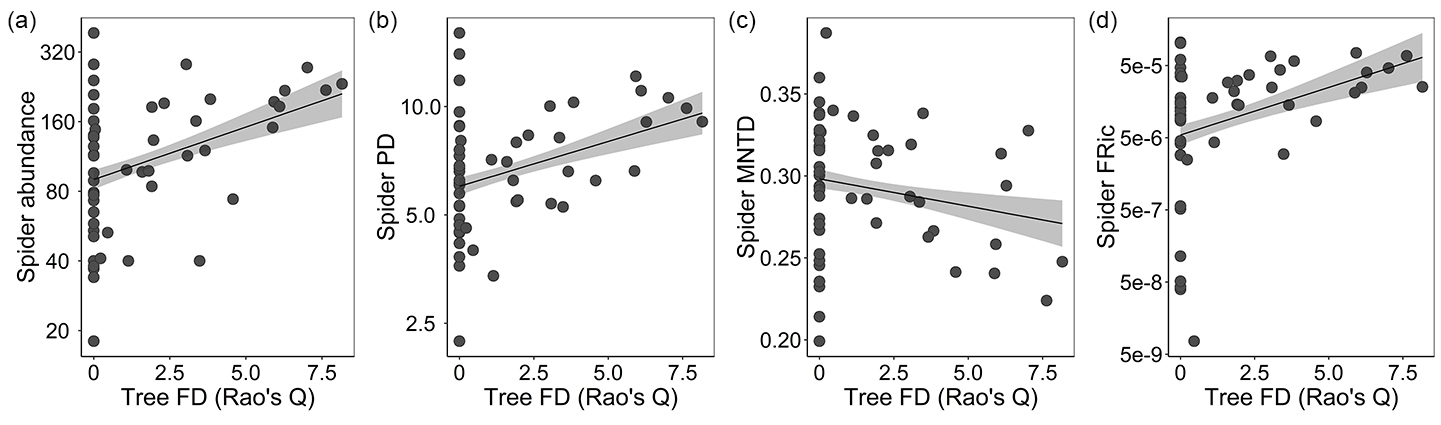 (a)
Spider abundance
320
160
80
40
20
0 2.5 5.0 7.5
Tree FD (Rao's Q)
(b)
Spider PD
10.0
5.0
2.5
0 2.5 5.0 7.5
Tree FD (Rao's Q)
(c)
Spider MNTD
0.35
0.30
0.25
0.20
0 2.5 5.0 7.5
Tree FD (Rao's Q)
(d)
Spider FRic
5e-5
5e-6
5e-7
5e-8
5e-9
0 2.5 5.0 7.5
Tree FD (Rao's Q)